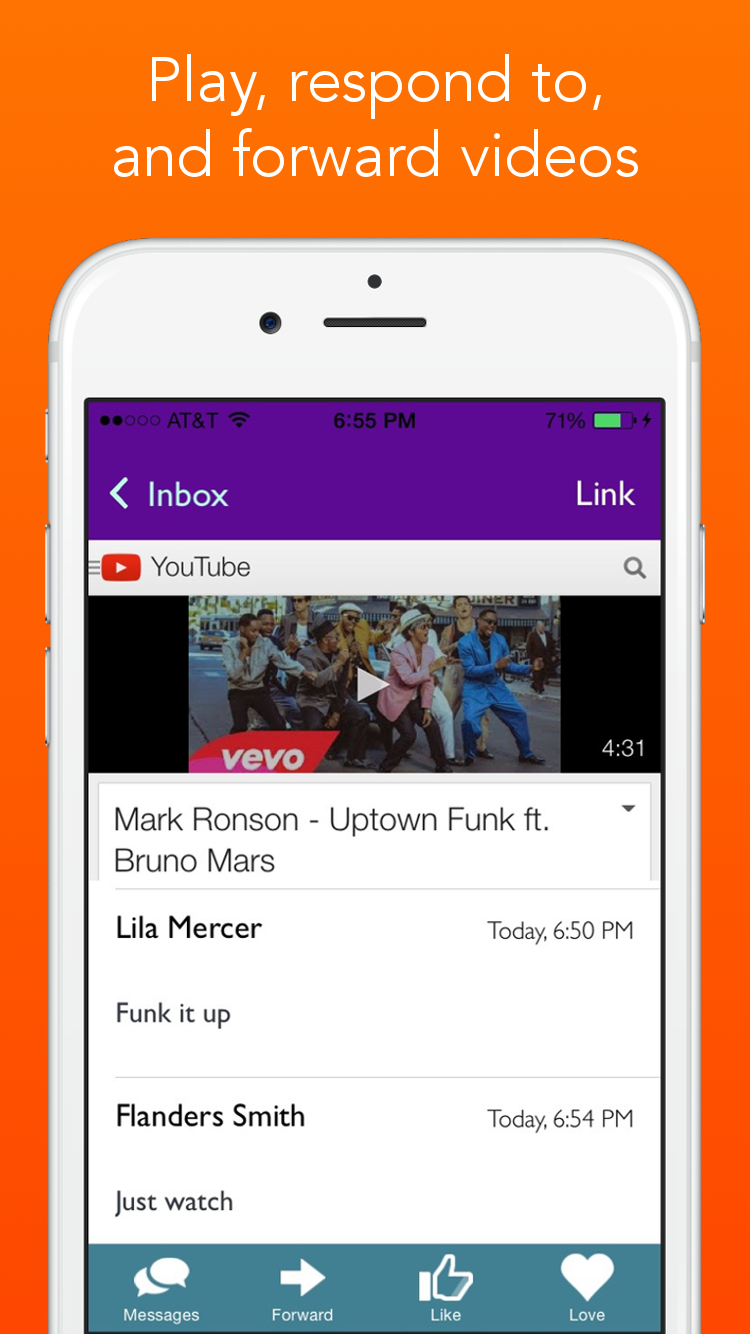 Play, respond to,
and forward videos
AT&T 6:55 PM 71%
Inbox Link
YouTube
DINER
vevo
4:31
Mark Ronson - Uptown Funk ft.
Bruno Mars
Lila Mercer Today, 6:50 PM
Funk it up
Flanders Smith Today, 6:54 PM
Just watch
Messages Forward Like Love